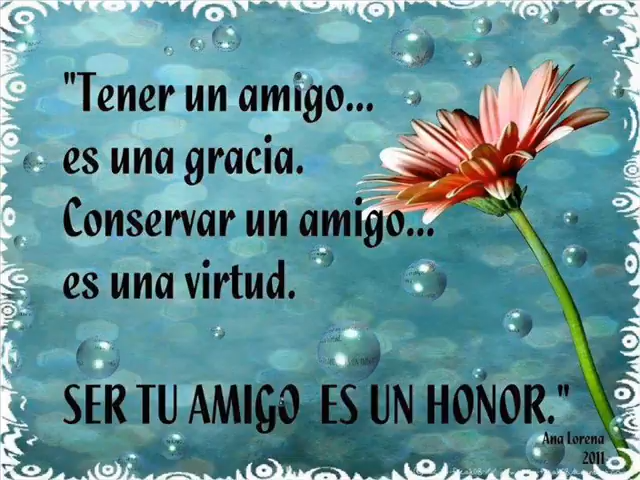 "Tener un amigo...
es una gracia.
Conservar un amigo...
es una virtud.
SER TU AMIGO ES UN HONOR."
Ana Lorena
2011